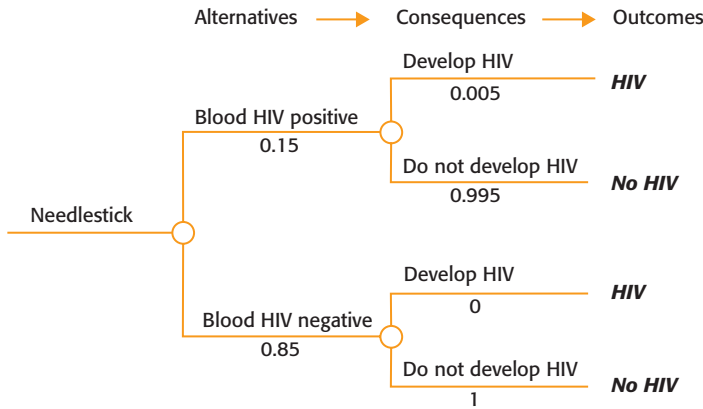 Alternatives Consequences Outcomes
Develop HIV
0.005
HIV
Blood HIV positive
0.15
Do not develop HIV
0.995
No HIV
Needlestick
Develop HIV
0
HIV
Blood HIV negative
0.85
Do not develop HIV
1
No HIV